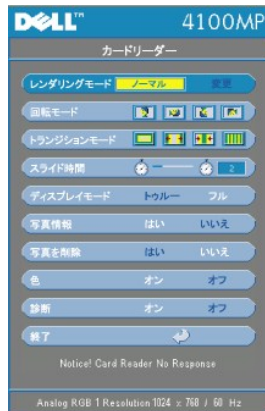 DELL™ 4100MP
カードリーダー
レンダリングモード ノーマル 変更
回転モード
トランジションモード
スライド時間 2
ディスプレイモード トゥルー フル
写真情報 はい いいえ
写真を削除 はい いいえ
色 オン オフ
診断 オン オフ
終了
Notice! Card Reader No Response
Analog RGB 1 Resolution 1024 x 768 / 60 Hz